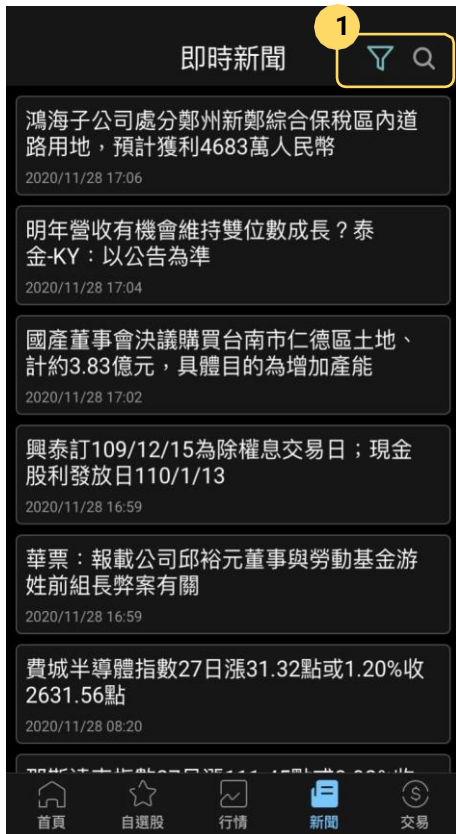 1
即時新聞
鴻海子公司處分鄭州新鄭綜合保稅區內道
路用地，預計獲利4683萬人民幣
2020/11/28 17:06
明年營收有機會維持雙位數成長？泰
金-KY：以公告為準
2020/11/28 17:04
國產董事會決議購買台南市仁德區土地、
計約3.83億元，具體目的為增加產能
2020/11/28 17:02
興泰訂109/12/15為除權息交易日；現金
股利發放日110/1/13
2020/11/28 16:59
華票：報載公司邱裕元董事與勞動基金游
姓前組長弊案有關
2020/11/28 16:59
費城半導體指數27日漲31.32點或1.20%收
2631.56點
2020/11/28 08:20
首頁 自選股 行情 新聞 交易